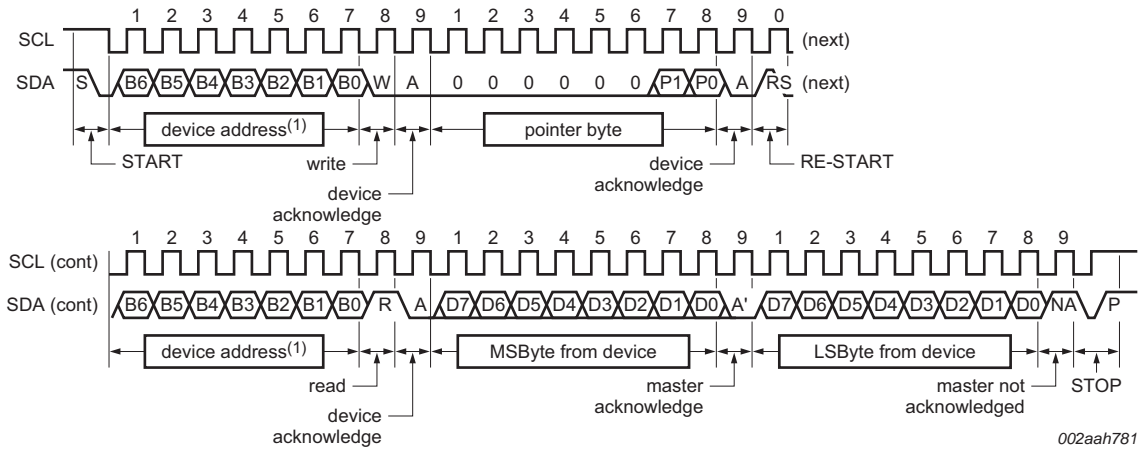 1 2 3 4 5 6 7 8 9 1 2 3 4 5 6 7 8 9 0
SCL (next)
SDA S B6 B5 B4 B3 B2 B1 B0 W A 0 0 0 0 0 0 P1 P0 A RS (next)
device address(1) pointer byte
START write device RE-START
device acknowledge
acknowledge
1 2 3 4 5 6 7 8 9 1 2 3 4 5 6 7 8 9 1 2 3 4 5 6 7 8 9
SCL (cont)
SDA (cont) B6 B5 B4 B3 B2 B1 B0 R A D7 D6 D5 D4 D3 D2 D1 D0 A' D7 D6 D5 D4 D3 D2 D1 D0 NA P
device address(1) MSByte from device LSByte from device
read master master not STOP
device acknowledge acknowledged
acknowledge
002aah781